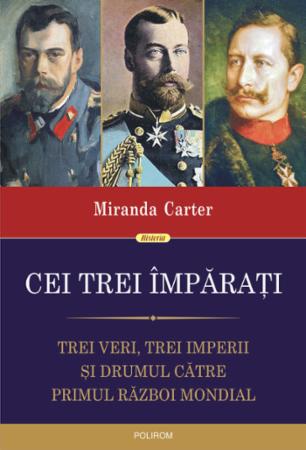 Miranda Carter
Historia
CEI TREI ÎMPĂRAȚI
TREI VERI, TREI IMPERII
ȘI DRUMUL CĂTRE
PRIMUL RĂZBOI MONDIAL
POLIROM